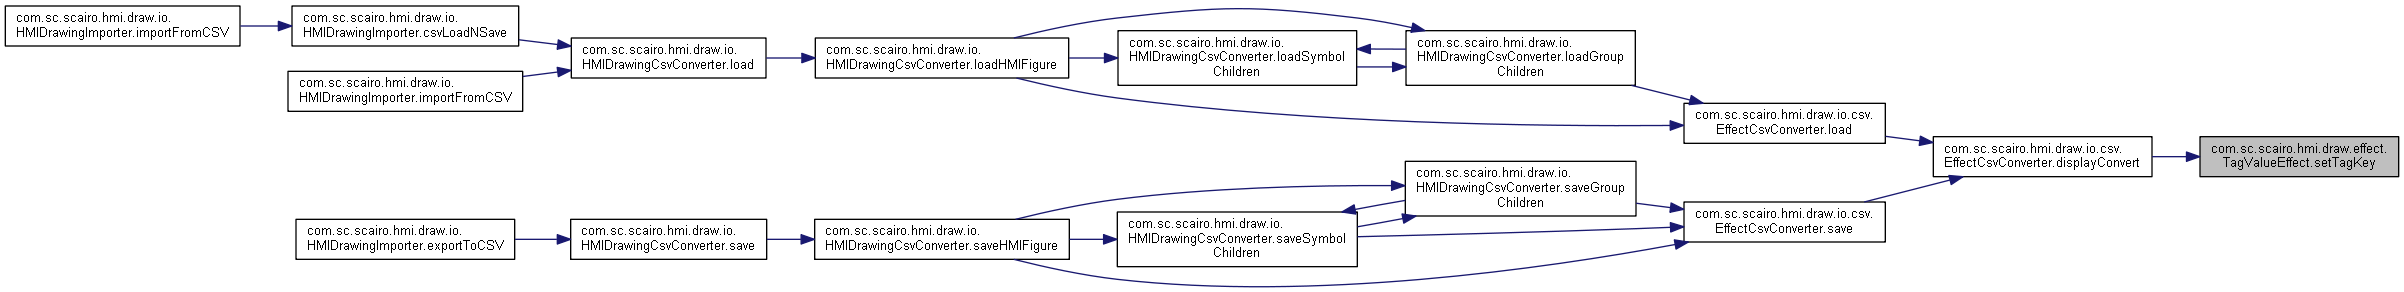 com.sc.scairo.hmi.draw.io.
HMIDrawingImporter.importFromCSV
com.sc.scairo.hmi.draw.io.
HMIDrawingImporter.csvLoadNSave
com.sc.scairo.hmi.draw.io.
HMIDrawingImporter.importFromCSV
com.sc.scairo.hmi.draw.io.
HMIDrawingCsvConverter.load
com.sc.scairo.hmi.draw.io.
HMIDrawingCsvConverter.loadHMIFigure
com.sc.scairo.hmi.draw.io.
HMIDrawingCsvConverter.loadSymbol
Children
com.sc.scairo.hmi.draw.io.
HMIDrawingCsvConverter.loadGroup
Children
com.sc.scairo.hmi.draw.io.csv.
EffectCsvConverter.load
com.sc.scairo.hmi.draw.io.csv.
EffectCsvConverter.displayConvert
com.sc.scairo.hmi.draw.effect.
TagValueEffect.setTagKey
com.sc.scairo.hmi.draw.io.
HMIDrawingImporter.exportToCSV
com.sc.scairo.hmi.draw.io.
HMIDrawingCsvConverter.save
com.sc.scairo.hmi.draw.io.
HMIDrawingCsvConverter.saveHMIFigure
com.sc.scairo.hmi.draw.io.
HMIDrawingCsvConverter.saveSymbol
Children
com.sc.scairo.hmi.draw.io.
HMIDrawingCsvConverter.saveGroup
Children
com.sc.scairo.hmi.draw.io.csv.
EffectCsvConverter.save